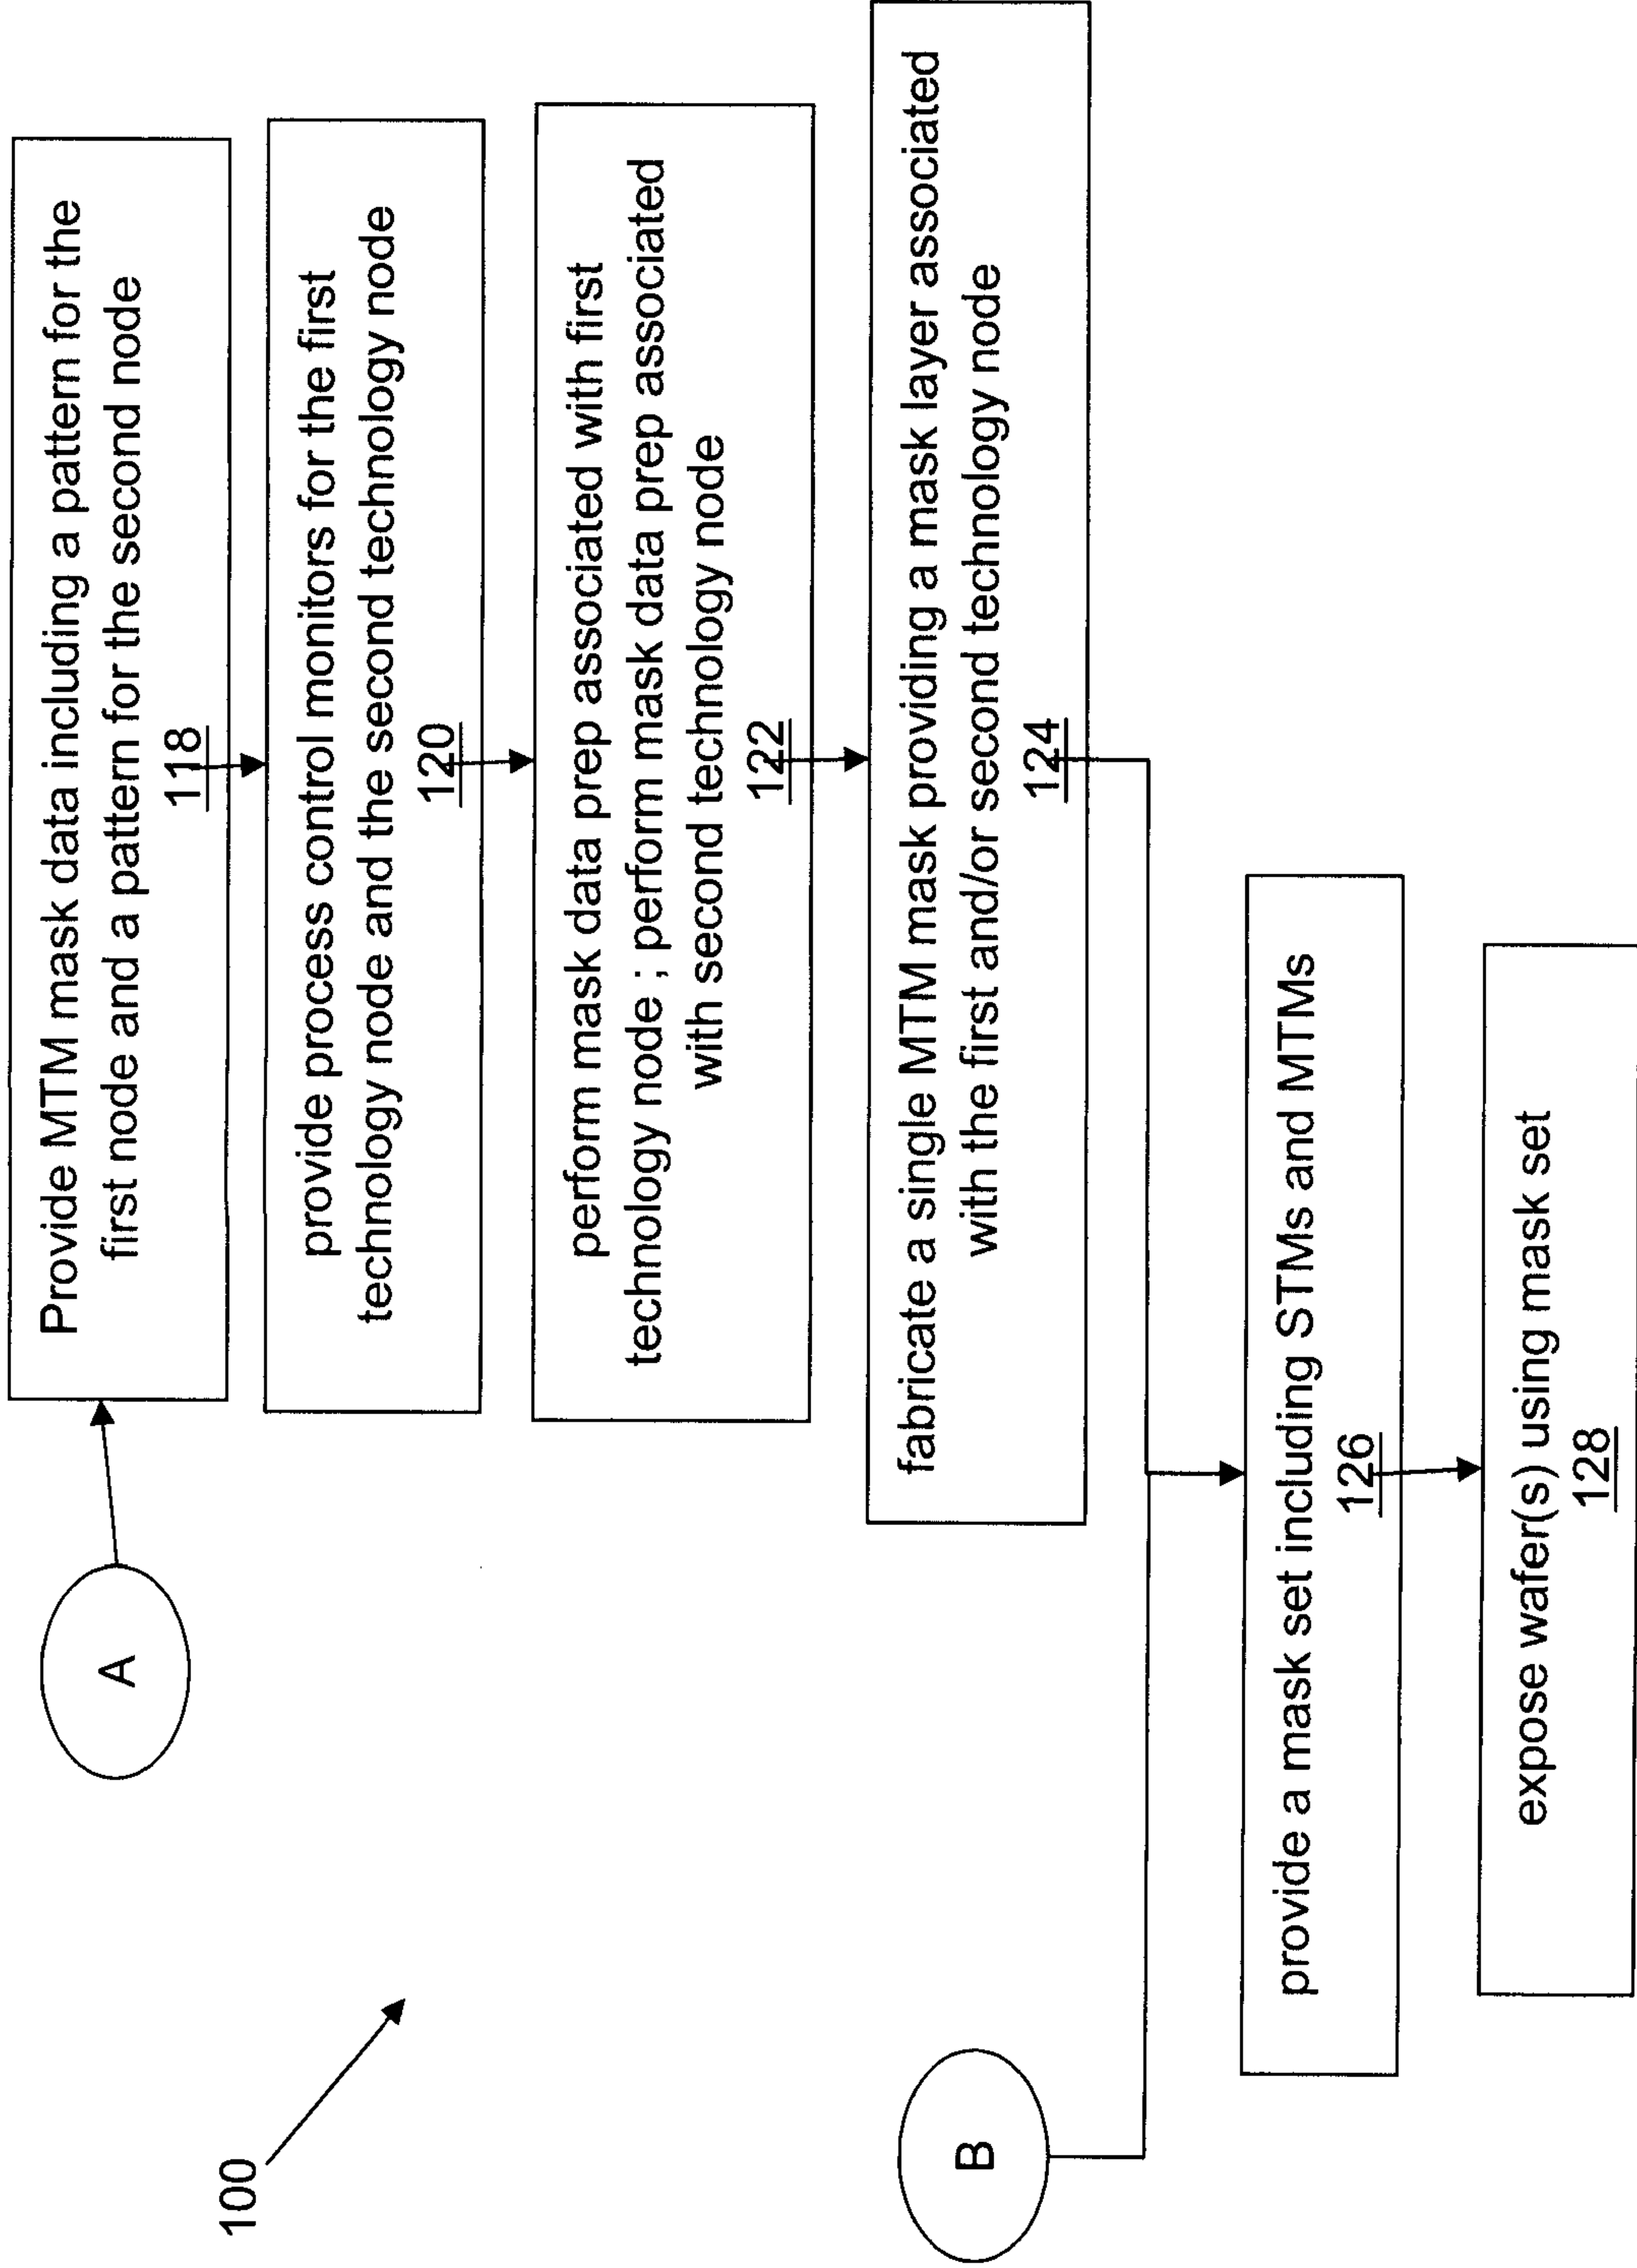 100
A
Provide MTM mask data including a pattern for the
first node and a pattern for the second node
118
provide process control monitors for the first
technology node and the second technology node
120
perform mask data prep associated with first
technology node ; perform mask data prep associated
with second technology node
122
fabricate a single MTM mask providing a mask layer associated
with the first and/or second technology node
124
B
provide a mask set including STMs and MTMs
126
expose wafer(s) using mask set
128